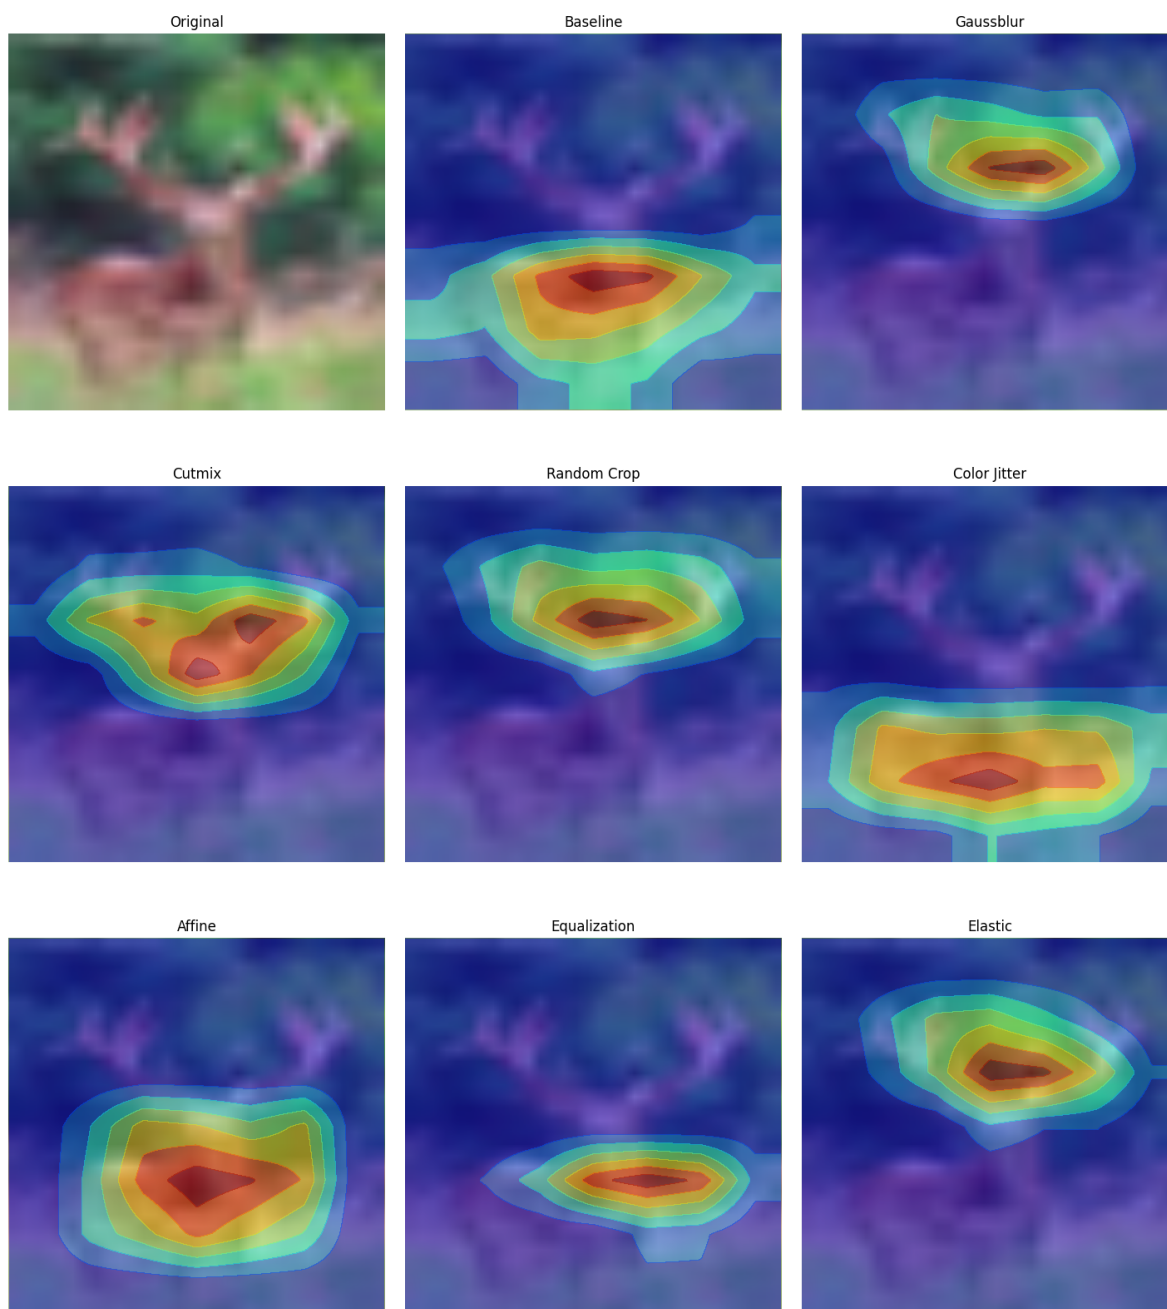 Original
Baseline
Gaussblur
Cutmix
Random Crop
Color Jitter
Affine
Equalization
Elastic